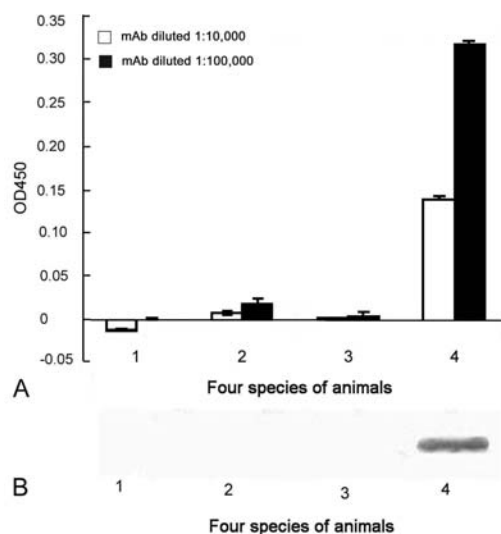 0.35
mAb diluted 1:10,000
0.30
mAb diluted 1:100,000
0.25
0.20
OD450
0.15
0.10
0.05
0
-0.05
1 2 3 4
A Four species of animals
B 1 2 3 4
Four species of animals